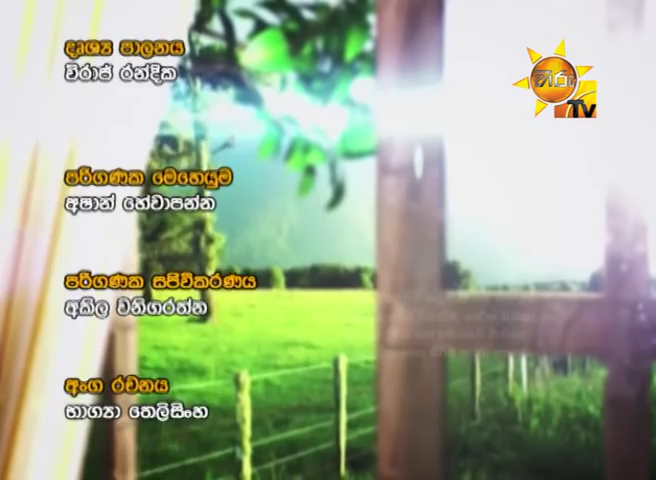 දෘශ්‍ය පාලනය
විරාජ් රන්දික
හිරු
Tv
පරිගණක මෙහෙයුම
අෂාන් හේවාපන්න
පරිගණක සජිවීකරණය
අකිල වනිගරත්න
අංග රචනය
භාග්‍යා තෙලිසිංහ